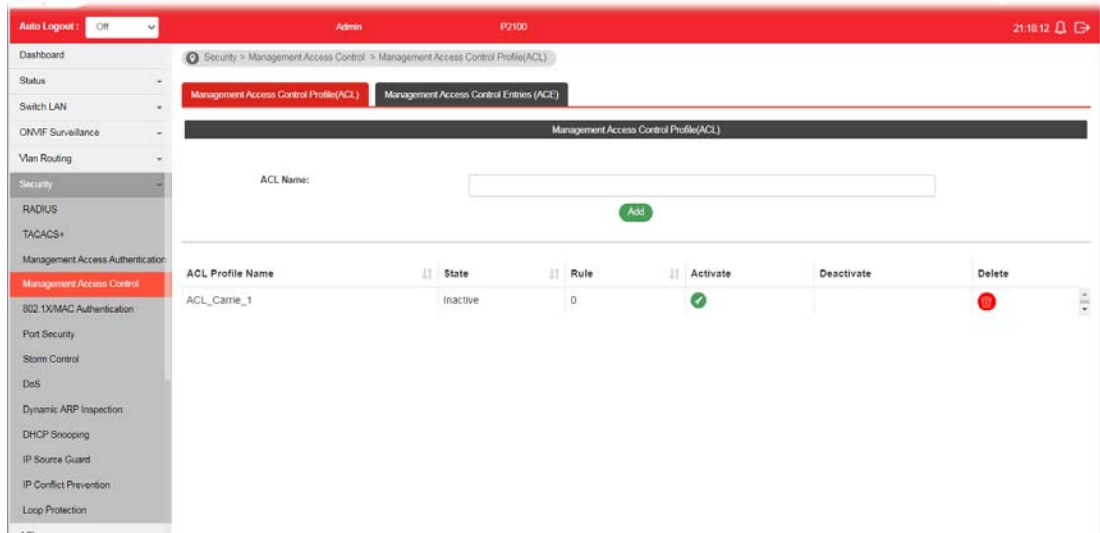 Auto Logout : Off Admin P2100 21:18:12
Dashboard
Status
Switch LAN
ONVIF Surveillance
Vlan Routing
Security
RADIUS
TACACS+
Management Access Authentication
Management Access Control
802.1X/MAC Authentication
Port Security
Storm Control
DoS
Dynamic ARP Inspection
DHCP Snooping
IP Source Guard
IP Conflict Prevention
Loop Protection
Security > Management Access Control > Management Access Control Profile(ACL)
Management Access Control Profile(ACL) Management Access Control Entries (ACE)
Management Access Control Profile(ACL)
ACL Name:
Add
ACL Profile Name State Rule Activate Deactivate Delete
ACL_Carrie_1 Inactive 0